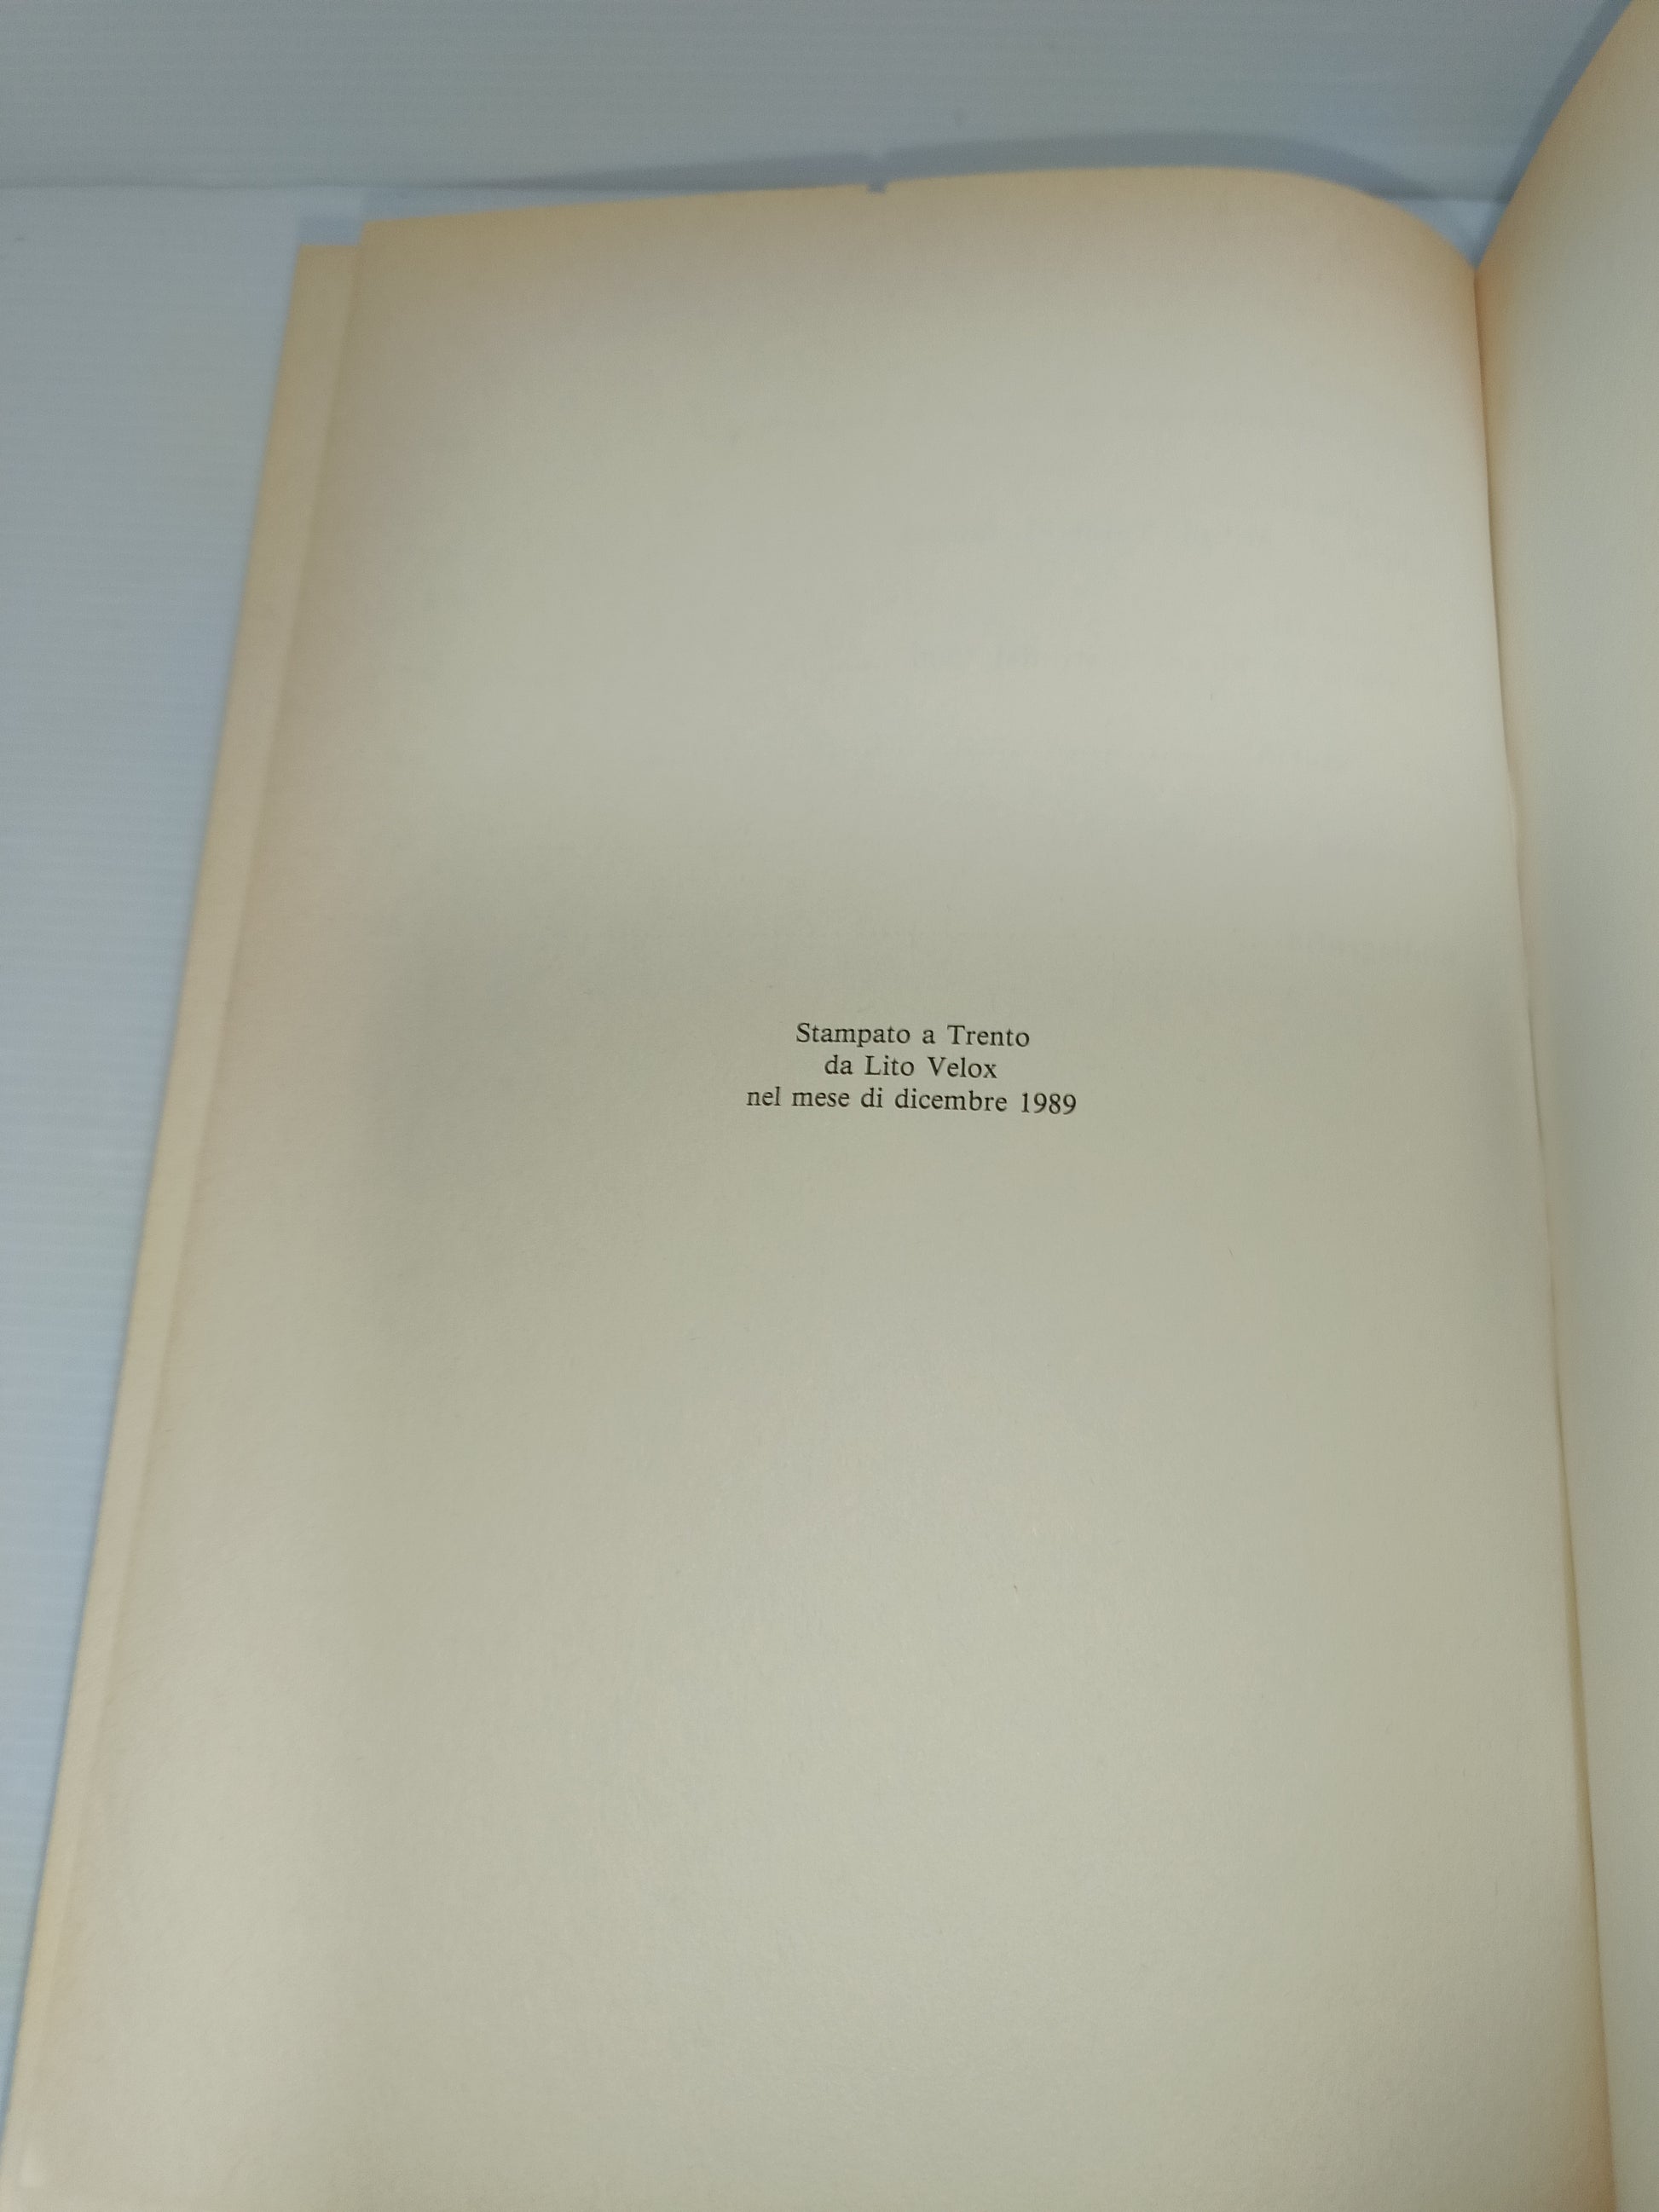 Stampato a Trento
da Lito Velox
nel mese di dicembre 1989